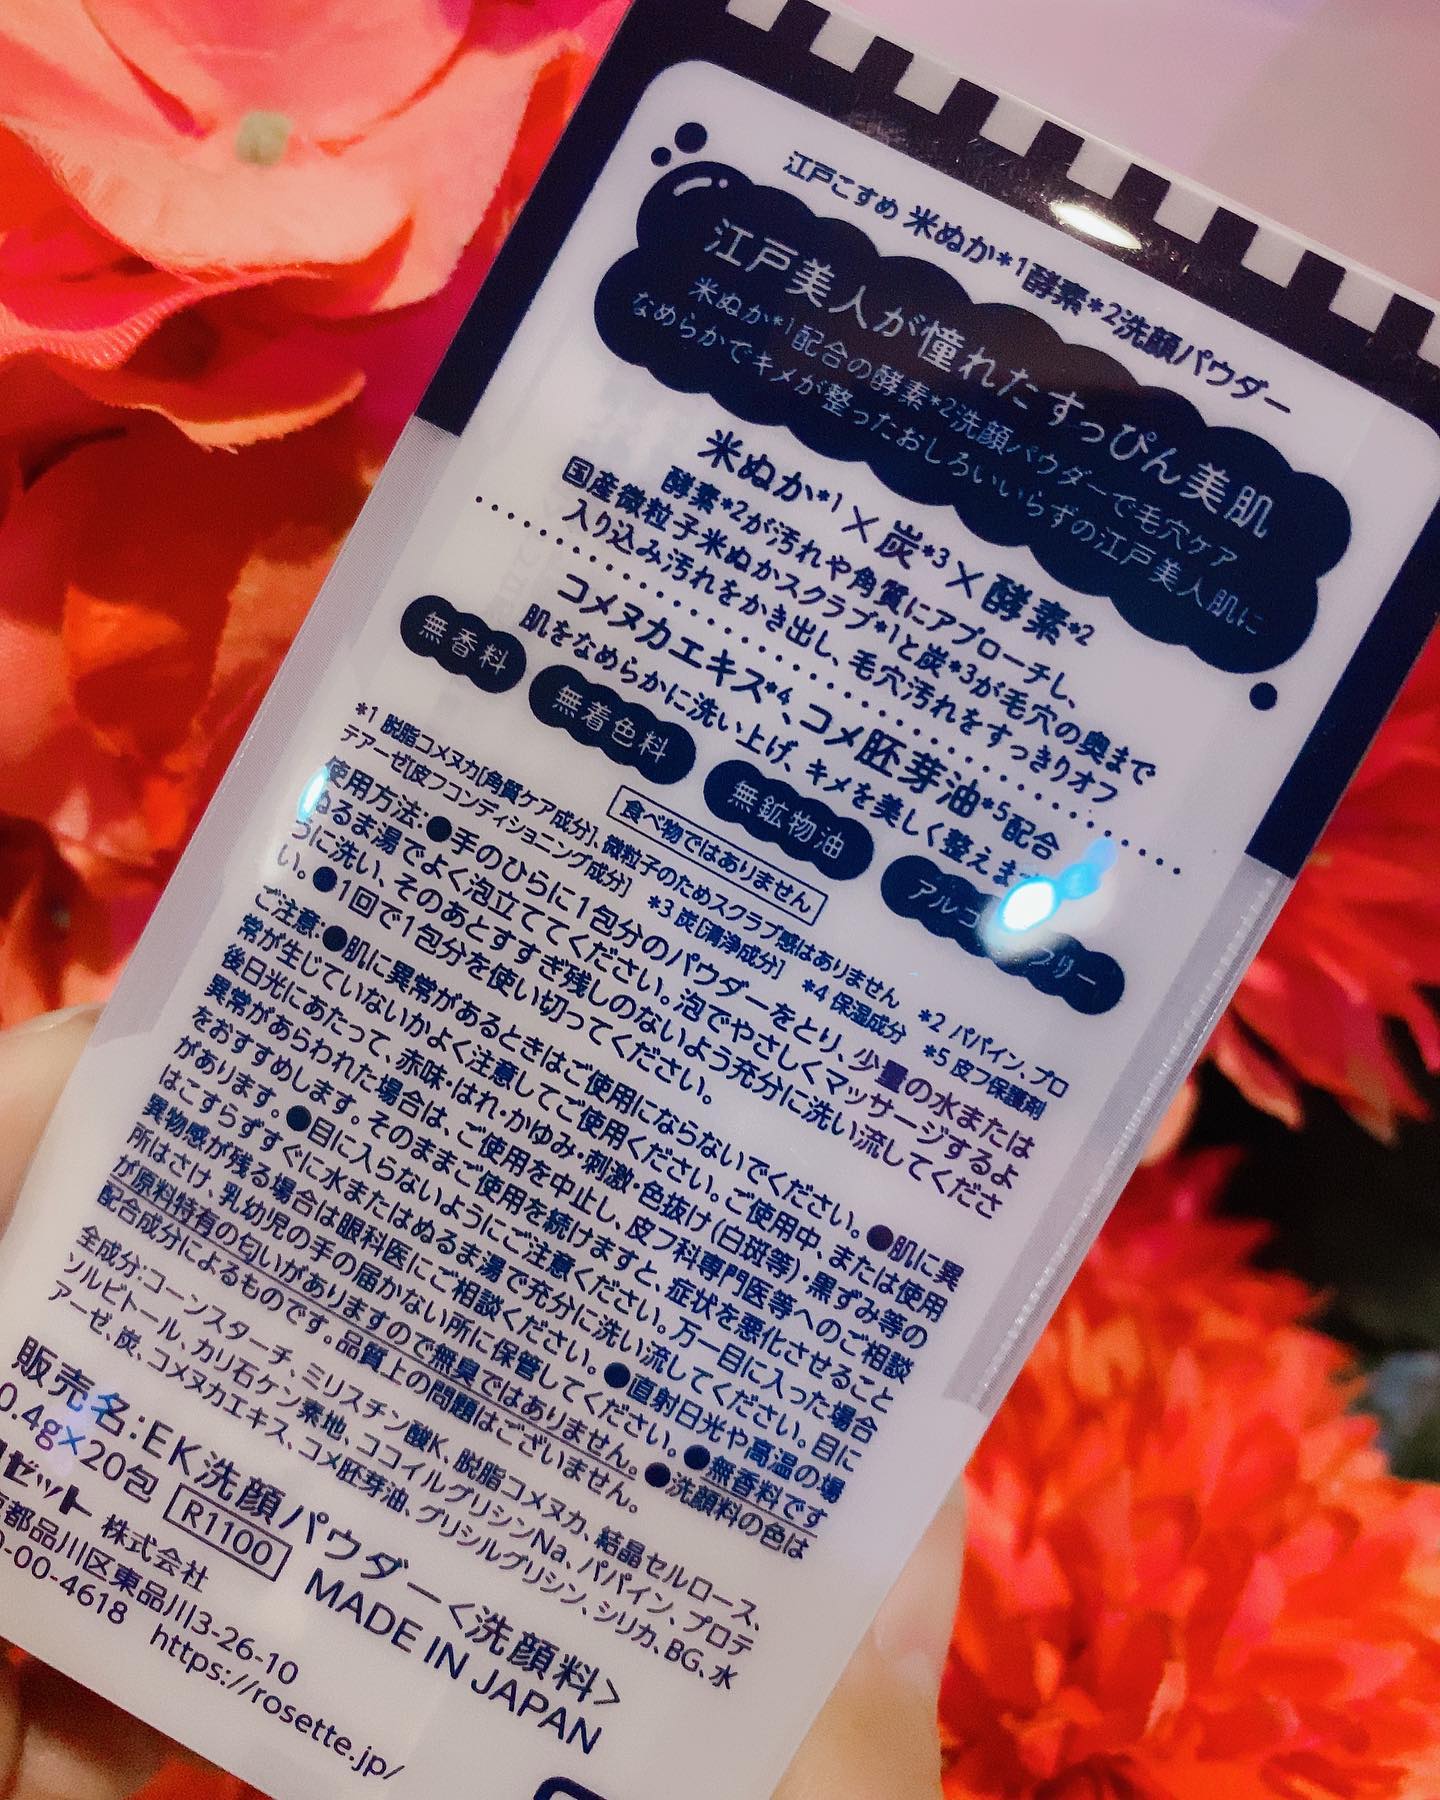 江戸こすめ 米ぬか*1酵素*2洗顔パウダー
江戸美人が憧れた すっぴん美肌
米ぬか*1配合の酵素*2洗顔パウダーで毛穴ケア
なめらかでキメが整ったおしろいいらずの江戸美人肌に
米ぬか*1×炭*3×酵素*2
酵素*2が汚れや角質にアプローチし、
国産微粒子米ぬかスクラブ*1と炭*3が毛穴の奥まで
入り込み汚れをかき出し、毛穴汚れをすっきりオフ
コメヌカエキス*4、コメ胚芽油*5配合
肌をなめらかに洗い上げ、キメを美しく整えま
無香料
無着色料
無鉱物油
アルコ フリー
食べ物ではありません
*1 脱脂コメヌカ[角質ケア成分]、微粒子のためスクラブ感はありません *2 パパイン、プロ
テアーゼ[皮フコンディショニング成分] *3 炭[清浄成分] *4 保湿成分 *5 皮フ保護剤
使用方法:●手のひらに1包分のパウダーをとり、少量の水または
ぬるま湯でよく泡立ててください。泡でやさしくマッサージするよ
うに洗い、そのあとすすぎ残しのないよう充分に洗い流してくださ
い。●1回で1包分を使い切ってください。
ご注意:●肌に異常があるときはご使用にならないでください。●肌に異
常が生じていないかよく注意してご使用ください。ご使用中、または使用
後日光にあたって、赤味・はれ・かゆみ・刺激・色抜け(白斑等)・黒ずみ等の
異常があらわれた場合は、ご使用を中止し、皮フ科専門医等へのご相談
をおすすめします。そのままご使用を続けますと、症状を悪化させること
があります。●目に入らないようにご注意ください。万一目に入った場合
はこすらずすぐに水またはぬるま湯で充分に洗い流してください。目に
異物感が残る場合は眼科医にご相談ください。●直射日光や高温の場
所はさけ、乳幼児の手の届かない所に保管してください。●無香料です
が原料特有の匂いがありますので無臭ではありません。●洗顔料の色は
配合成分によるものです。品質上の問題はございません。
全成分:コーンスターチ、ミリスチン酸K、脱脂コメヌカ、結晶セルロース、
ソルビトール、カリ石ケン素地、ココイルグリシンNa、パパイン、プロテ
アーゼ、炭、コメヌカエキス、コメ胚芽油、グリシルグリシン、シリカ、BG、水
販売名:EK洗顔パウダー<洗顔料>
0.4g×20包 R1100 MADE IN JAPAN
ゼット 株式会社
都品川区東品川3-26-10
0-00-4618 https://rosette.jp/